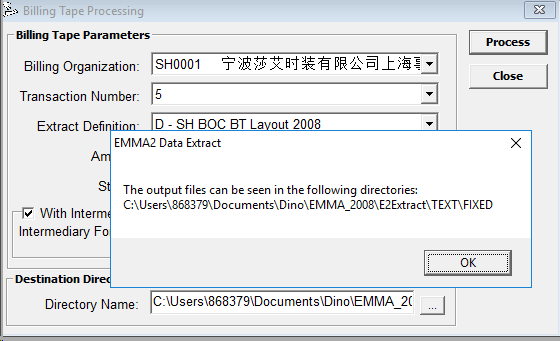 Billing Tape Processing
Billing Tape Parameters
Process
Billing Organization: SH0001 宁波莎艾时装有限公司上海
Close
Transaction Number: 5
Extract Definition: D - SH BOC BT Layout 2008
EMMA2 Data Extract
The output files can be seen in the following directories:
C:\Users\868379\Documents\Dino\EMMA_2008\E2Extract\TEXT\FIXED
With Interme
Intermediary Fo
OK
Destination Direc
Directory Name: C:\Users\868379\Documents\Dino\EMMA_20
...